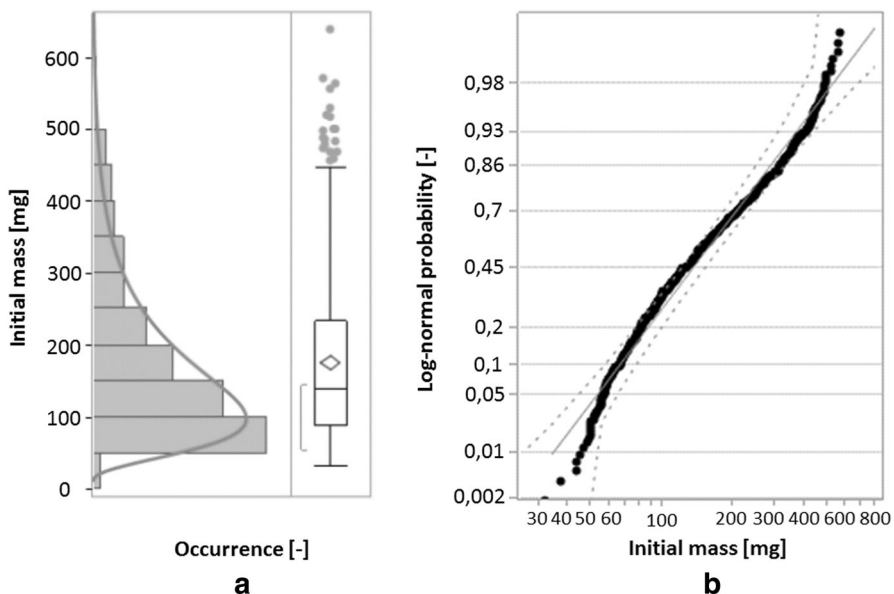 Initial mass [mg]
600
500
400
300
200
100
0
Occurrence [-]
a
Log-normal probability [-]
0,98
0,93
0,86
0,7
0,45
0,2
0,1
0,05
0,01
0,002
30 40 50 60 100 200 300 400 600 800
Initial mass [mg]
b